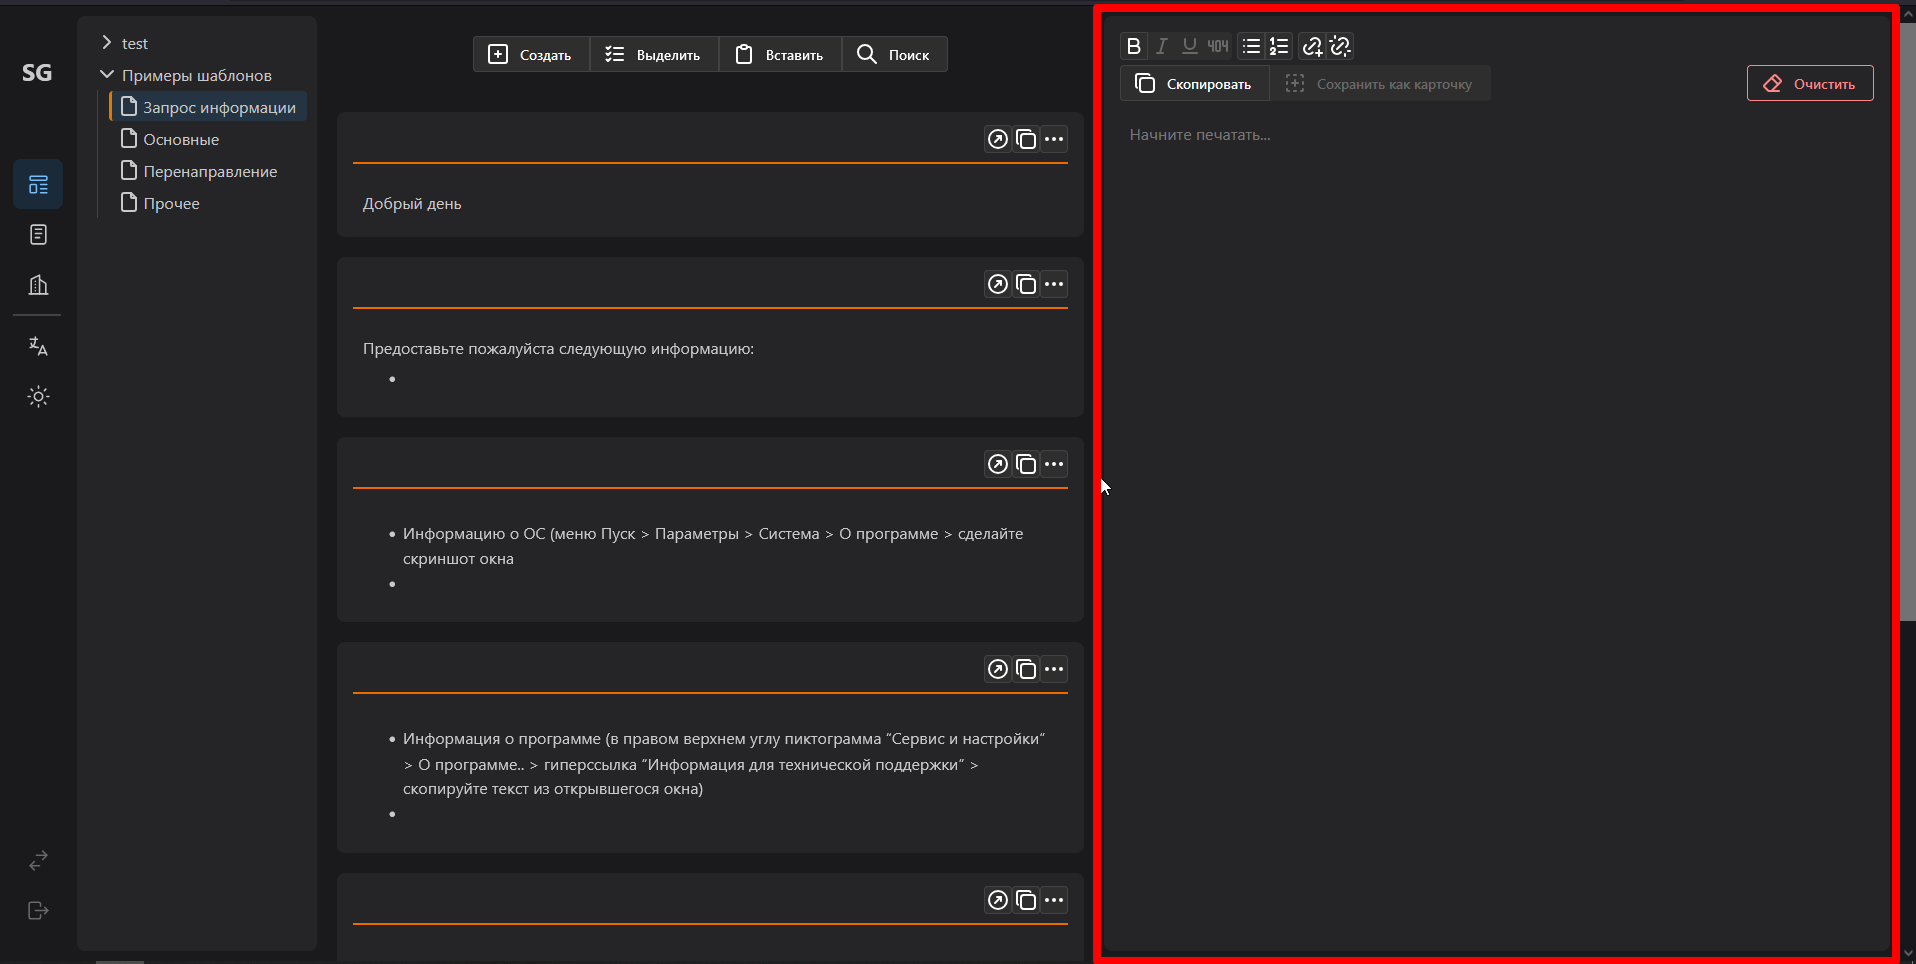 SG
test
Примеры шаблонов
Запрос информации
Основные
Перенаправление
Прочее
Создать
Выделить
Вставить
Поиск
Добрый день
Предоставьте пожалуйста следующую информацию:
Информацию о ОС (меню Пуск > Параметры > Система > О программе > сделайте
скриншот окна
Информация о программе (в правом верхнем углу пиктограмма “Сервис и настройки”
> О программе.. > гиперссылка “Информация для технической поддержки” >
скопируйте текст из открывшегося окна)
B I U 404
Скопировать
Сохранить как карточку
Очистить
Начните печатать...